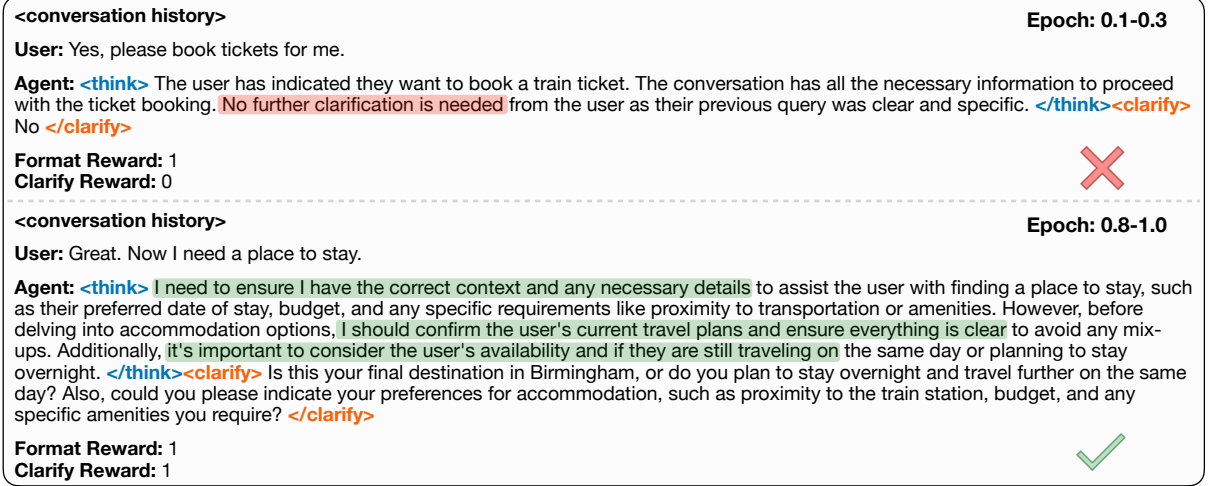 <conversation history>
Epoch: 0.1-0.3
User: Yes, please book tickets for me.
Agent: <think> The user has indicated they want to book a train ticket. The conversation has all the necessary information to proceed
with the ticket booking. No further clarification is needed from the user as their previous query was clear and specific. </think><clarify>
No </clarify>
Format Reward: 1
Clarify Reward: 0
<conversation history>
Epoch: 0.8-1.0
User: Great. Now I need a place to stay.
Agent: <think> I need to ensure I have the correct context and any necessary details to assist the user with finding a place to stay, such
as their preferred date of stay, budget, and any specific requirements like proximity to transportation or amenities. However, before
delving into accommodation options, I should confirm the user's current travel plans and ensure everything is clear to avoid any mix-
ups. Additionally, it's important to consider the user's availability and if they are still traveling on the same day or planning to stay
overnight. </think><clarify> Is this your final destination in Birmingham, or do you plan to stay overnight and travel further on the same
day? Also, could you please indicate your preferences for accommodation, such as proximity to the train station, budget, and any
specific amenities you require? </clarify>
Format Reward: 1
Clarify Reward: 1